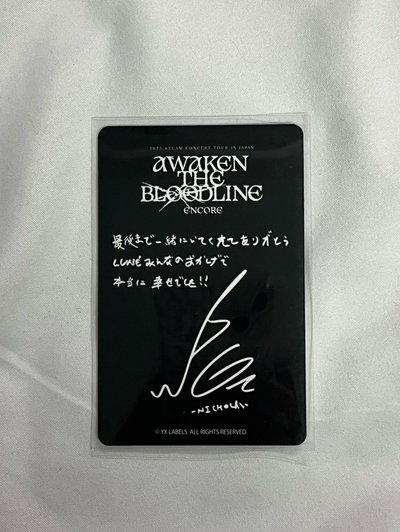 2025 &TEAM CONCERT TOUR IN JAPAN
AWAKEN
THE
BLOODLINE
ENCORE
最後まで一緒にいてくれてありがとう
LUNÉみんなのおかげで
本当に幸せでした!!
-NICHOLAS-
© YX LABELS. ALL RIGHTS RESERVED.